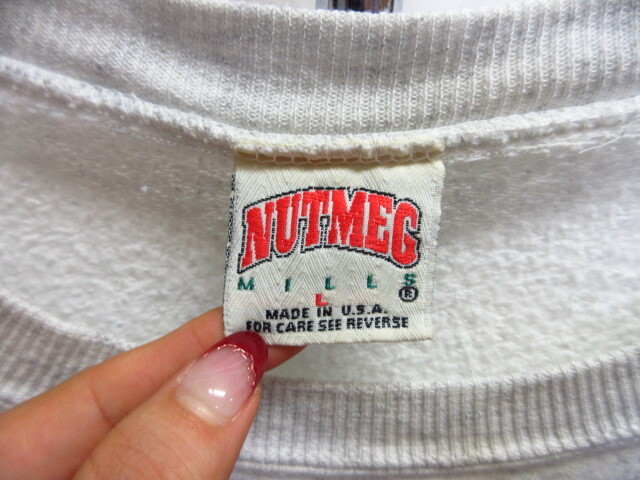 NUTMEG
MILLS®
L
MADE IN U.S.A.
FOR CARE SEE REVERSE